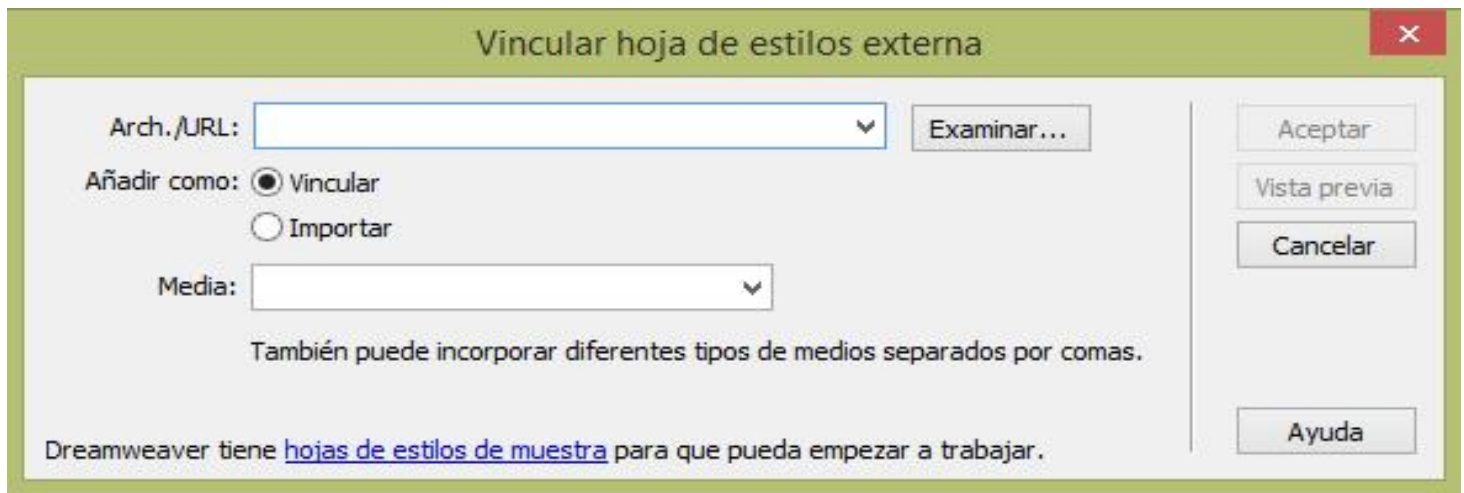 Vincular hoja de estilos externa
Arch./URL:
Examinar...
Aceptar
Añadir como:
Vincular
Vista previa
Importar
Cancelar
Media:
También puede incorporar diferentes tipos de medios separados por comas.
Ayuda
Dreamweaver tiene hojas de estilos de muestra para que pueda empezar a trabajar.